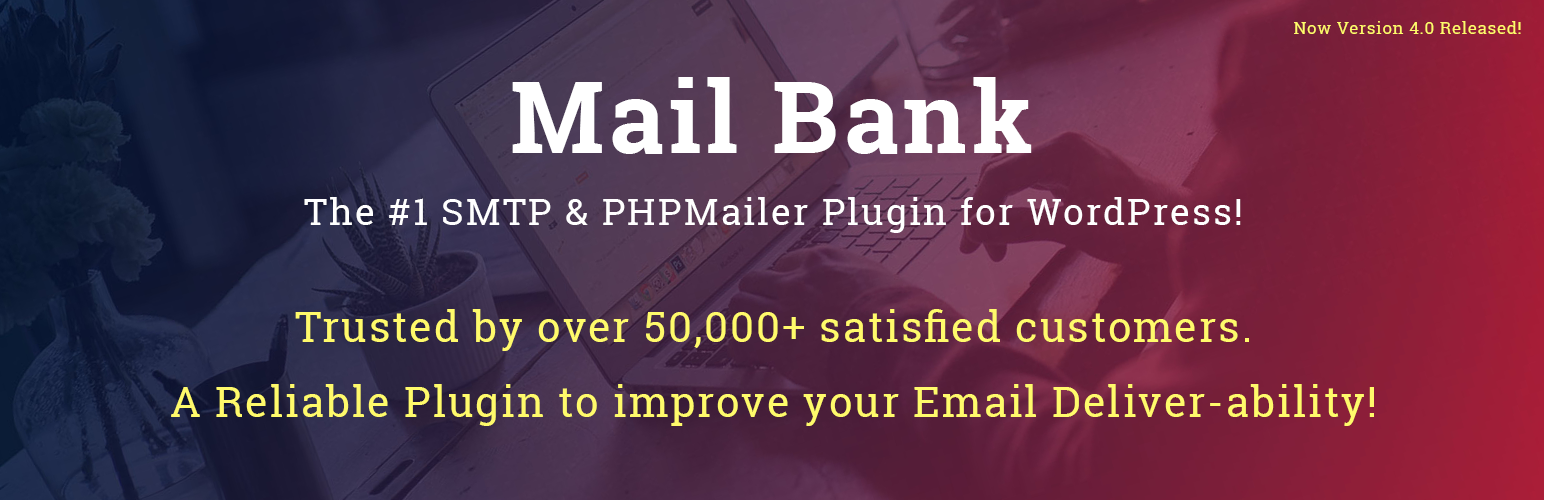 Now Version 4.0 Released!
Mail Bank
The #1 SMTP & PHPMailer Plugin for WordPress!
Trusted by over 50,000+ satisfied customers.
A Reliable Plugin to improve your Email Deliver-ability!